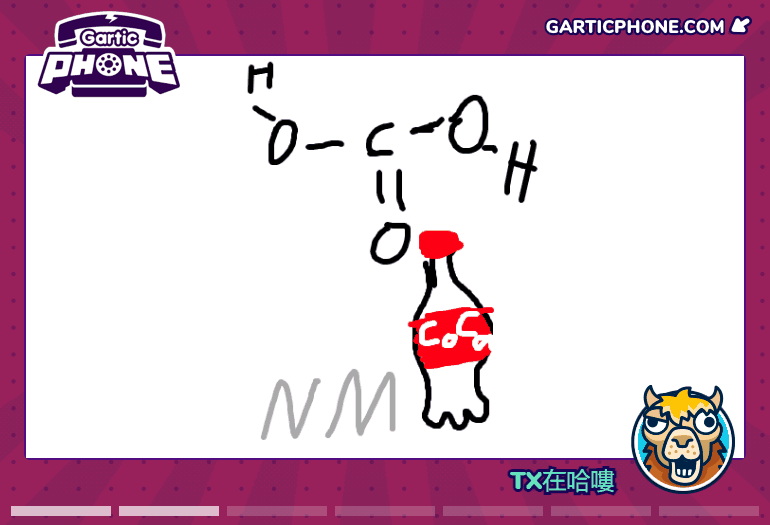 Gartic
PHONE
GARTICPHONE.COM
H
O - C - O
H
O
CoCa
NM
TX在哈嘍